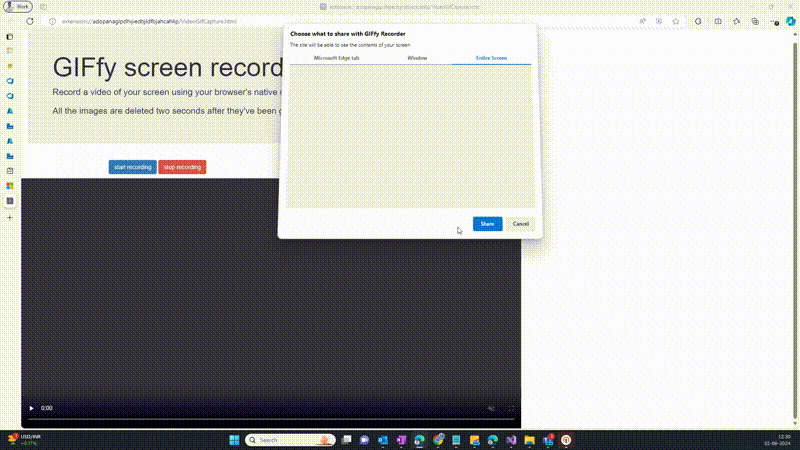 Work
extension://adopanaglpdhjiedbjldfbjahcahlip/VideoGifCapture.html
Choose what to share with GIFfy Recorder
The site will be able to see the contents of your screen
Microsoft Edge tab Window Entire Screen
Share Cancel
GIFfy screen record
Record a video of your screen using your browser's native
All the images are deleted two seconds after they've been
start recording stop recording
0:00
USD/INR
+0.17%
Search
12:30
01-06-2024